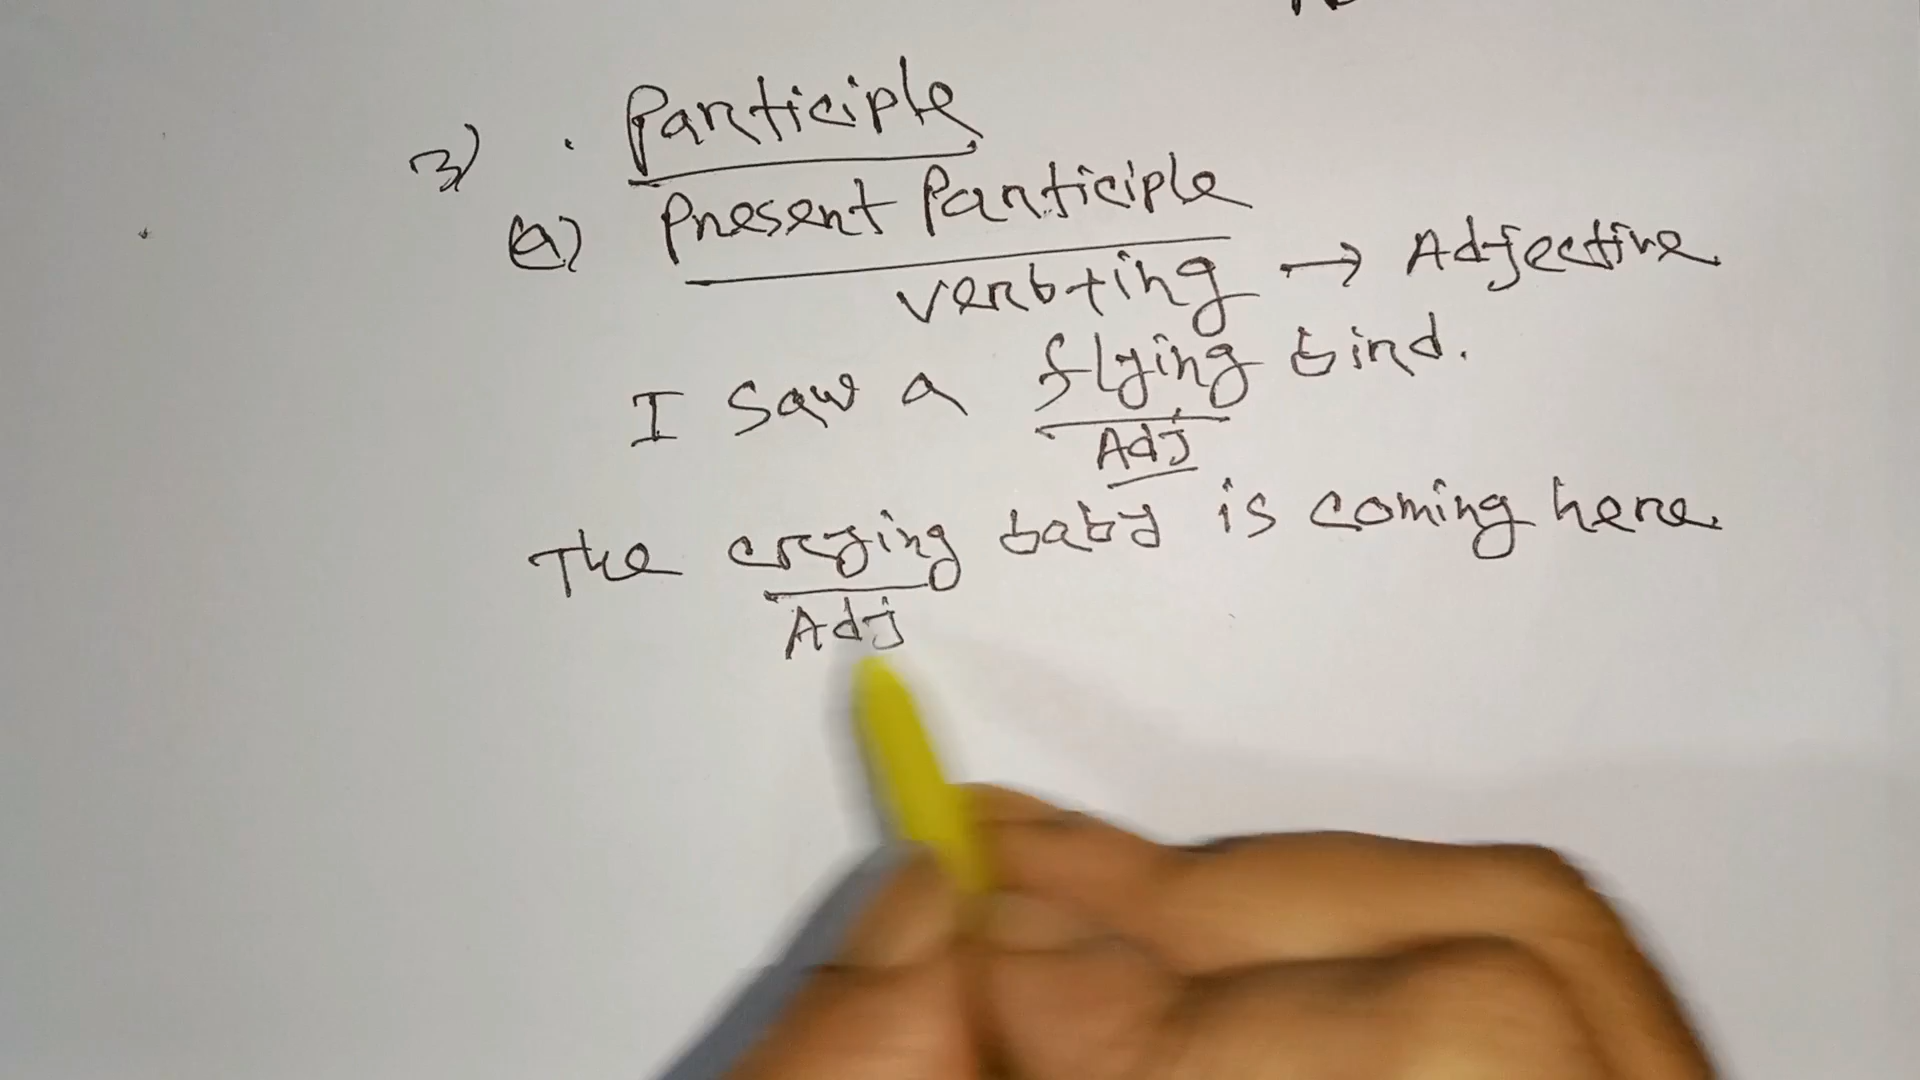 3) Participle
a) Present Participle
verb+ing → Adjective
I saw a flying bird.
Adj
The crying baby is coming here.
Adj